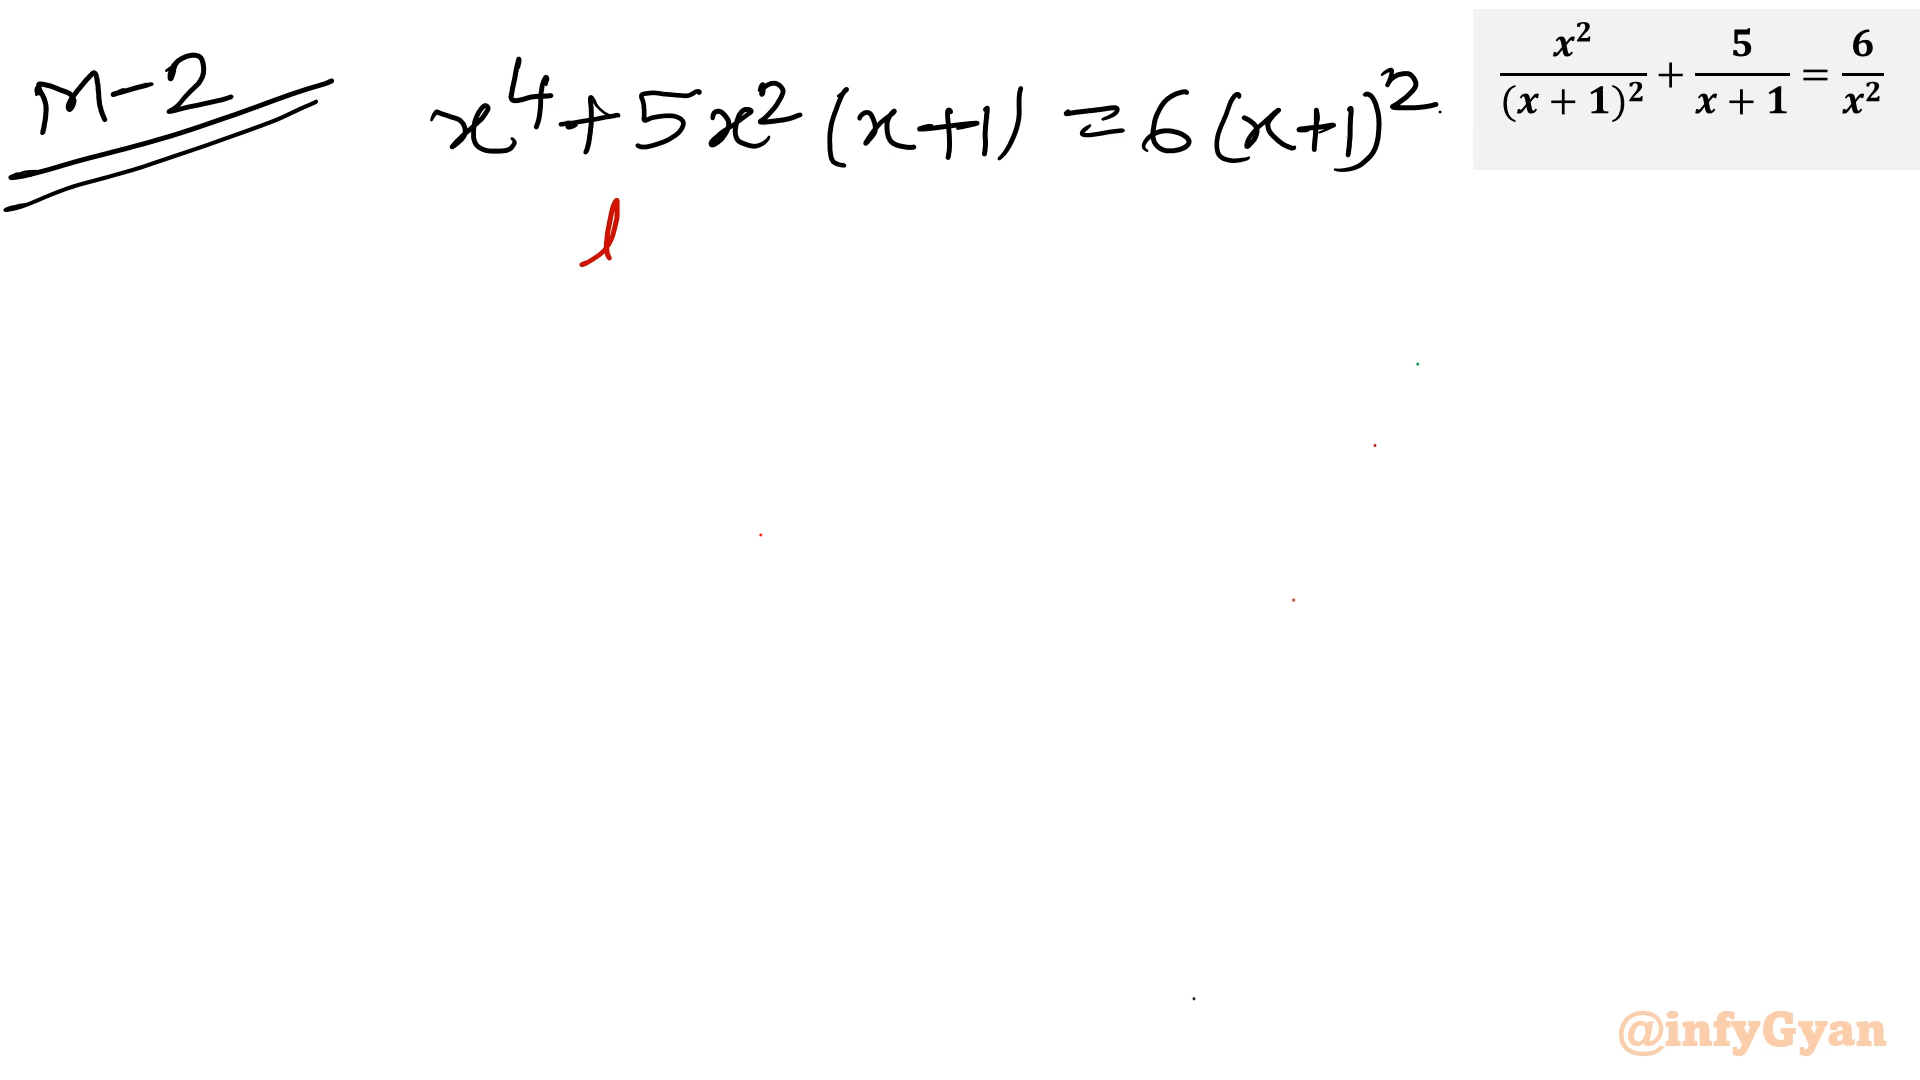 M-2
x⁴ + 5x² (x+1) = 6(x+1)²
l
x²/(x + 1)² + 5/(x + 1) = 6/x²
@infyGyan